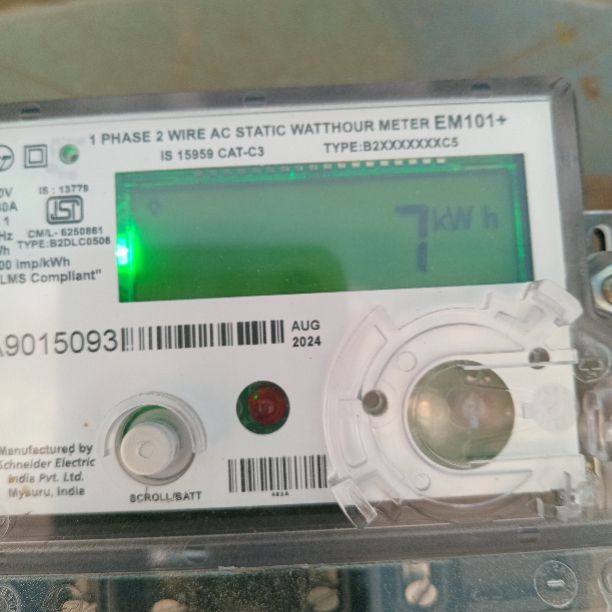 1 PHASE 2 WIRE AC STATIC WATTHOUR METER EM101+
IS 15959 CAT-C3 TYPE:B2XXXXXXXC5
IS : 13779
ISI
CM/L- 6250861
TYPE:B2DLC0506
imp/kWh
LMS Compliant"
7 kW h
A9015093
AUG
2024
Manufactured by
Schneider Electric
India Pvt. Ltd.
Mysuru, India
SCROLL/BATT